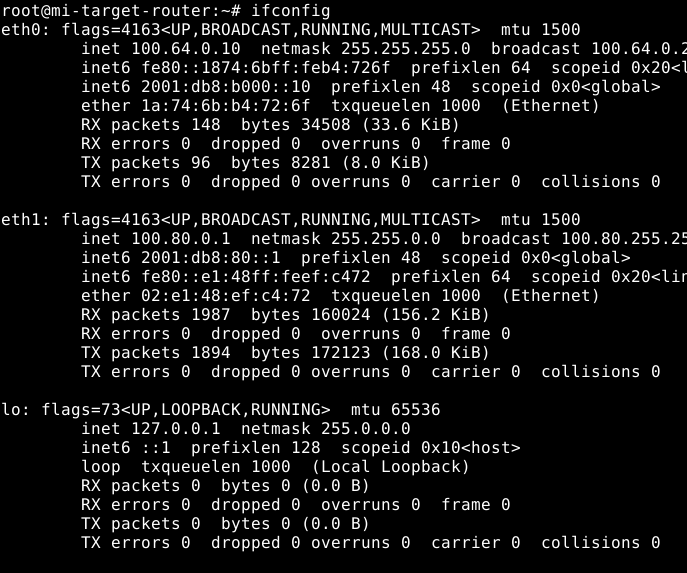 root@mi-target-router:~# ifconfig
eth0: flags=4163<UP,BROADCAST,RUNNING,MULTICAST>  mtu 1500
        inet 100.64.0.10  netmask 255.255.255.0  broadcast 100.64.0.2
        inet6 fe80::1874:6bff:feb4:726f  prefixlen 64  scopeid 0x20<l
        inet6 2001:db8:b000::10  prefixlen 48  scopeid 0x0<global>
        ether 1a:74:6b:b4:72:6f  txqueuelen 1000  (Ethernet)
        RX packets 148  bytes 34508 (33.6 KiB)
        RX errors 0  dropped 0  overruns 0  frame 0
        TX packets 96  bytes 8281 (8.0 KiB)
        TX errors 0  dropped 0 overruns 0  carrier 0  collisions 0

eth1: flags=4163<UP,BROADCAST,RUNNING,MULTICAST>  mtu 1500
        inet 100.80.0.1  netmask 255.255.0.0  broadcast 100.80.255.25
        inet6 2001:db8:80::1  prefixlen 48  scopeid 0x0<global>
        inet6 fe80::e1:48ff:feef:c472  prefixlen 64  scopeid 0x20<lin
        ether 02:e1:48:ef:c4:72  txqueuelen 1000  (Ethernet)
        RX packets 1987  bytes 160024 (156.2 KiB)
        RX errors 0  dropped 0  overruns 0  frame 0
        TX packets 1894  bytes 172123 (168.0 KiB)
        TX errors 0  dropped 0 overruns 0  carrier 0  collisions 0

lo: flags=73<UP,LOOPBACK,RUNNING>  mtu 65536
        inet 127.0.0.1  netmask 255.0.0.0
        inet6 ::1  prefixlen 128  scopeid 0x10<host>
        loop  txqueuelen 1000  (Local Loopback)
        RX packets 0  bytes 0 (0.0 B)
        RX errors 0  dropped 0  overruns 0  frame 0
        TX packets 0  bytes 0 (0.0 B)
        TX errors 0  dropped 0 overruns 0  carrier 0  collisions 0